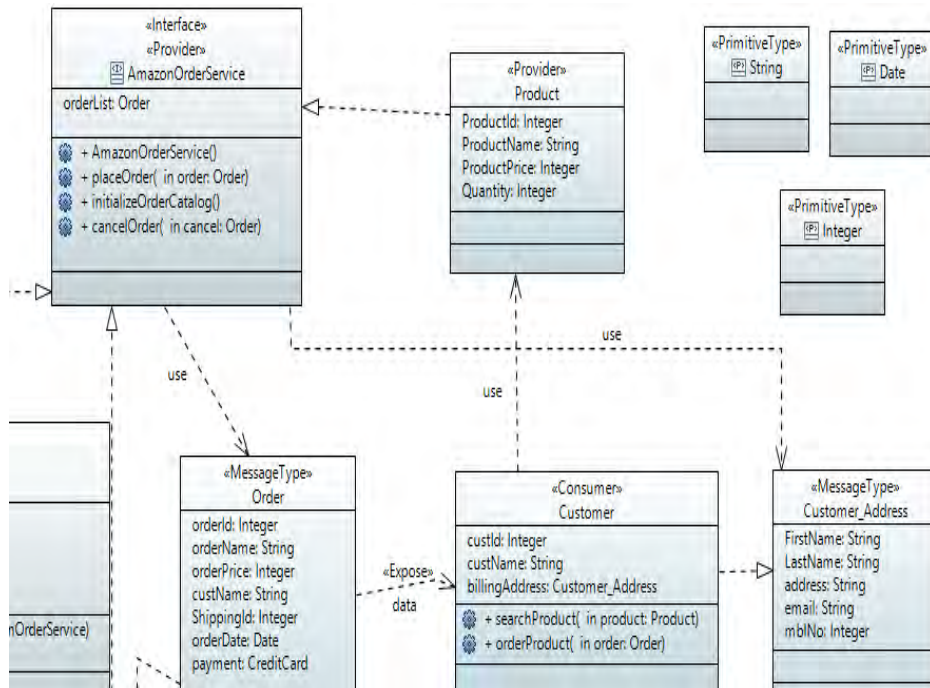 «Interface»
«Provider»
AmazonOrderService
orderList: Order
+ AmazonOrderService()
+ placeOrder( in order: Order)
+ initializeOrderCatalog()
+ cancelOrder( in cancel: Order)
«Provider»
Product
ProductId: Integer
ProductName: String
ProductPrice: Integer
Quantity: Integer
«PrimitiveType»
<P> String
«PrimitiveType»
<P> Date
«PrimitiveType»
<P> Integer
use
use
use
nOrderService)
«MessageType»
Order
orderId: Integer
orderName: String
orderPrice: Integer
custName: String
ShippingId: Integer
orderDate: Date
payment: CreditCard
«Expose»
data
«Consumer»
Customer
custId: Integer
custName: String
billingAddress: Customer_Address
+ searchProduct( in product: Product)
+ orderProduct( in order: Order)
«MessageType»
Customer_Address
FirstName: String
LastName: String
address: String
email: String
mblNo: Integer